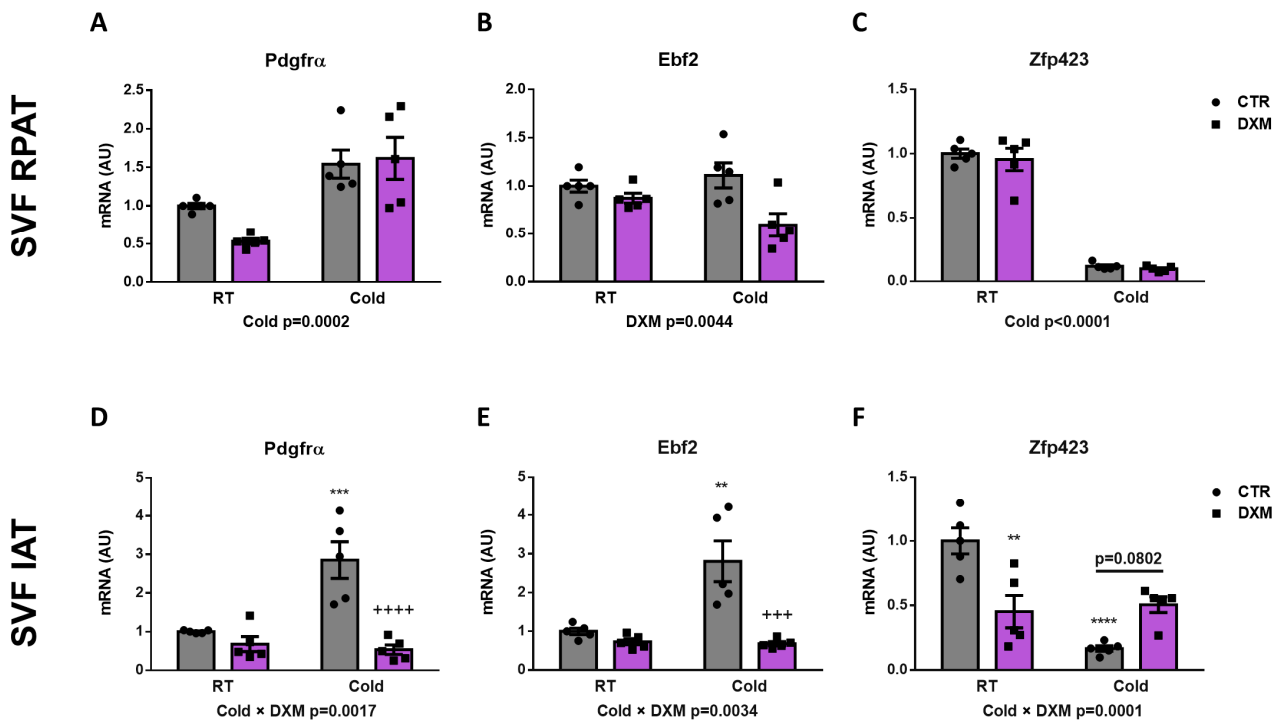 SVF RPAT
A
Pdgfrα
mRNA (AU)
2.5
2.0
1.5
1.0
0.5
0.0
RT
Cold
Cold p=0.0002
B
Ebf2
mRNA (AU)
2.0
1.5
1.0
0.5
0.0
RT
Cold
DXM p=0.0044
C
Zfp423
mRNA (AU)
1.5
1.0
0.5
0.0
RT
Cold
Cold p<0.0001
CTR
DXM
SVF IAT
D
Pdgfrα
mRNA (AU)
5
4
3
2
1
0
***
++++
RT
Cold
Cold × DXM p=0.0017
E
Ebf2
mRNA (AU)
5
4
3
2
1
0
**
+++
RT
Cold
Cold × DXM p=0.0034
F
Zfp423
mRNA (AU)
1.5
1.0
0.5
0.0
**
p=0.0802
****
RT
Cold
Cold × DXM p=0.0001
CTR
DXM